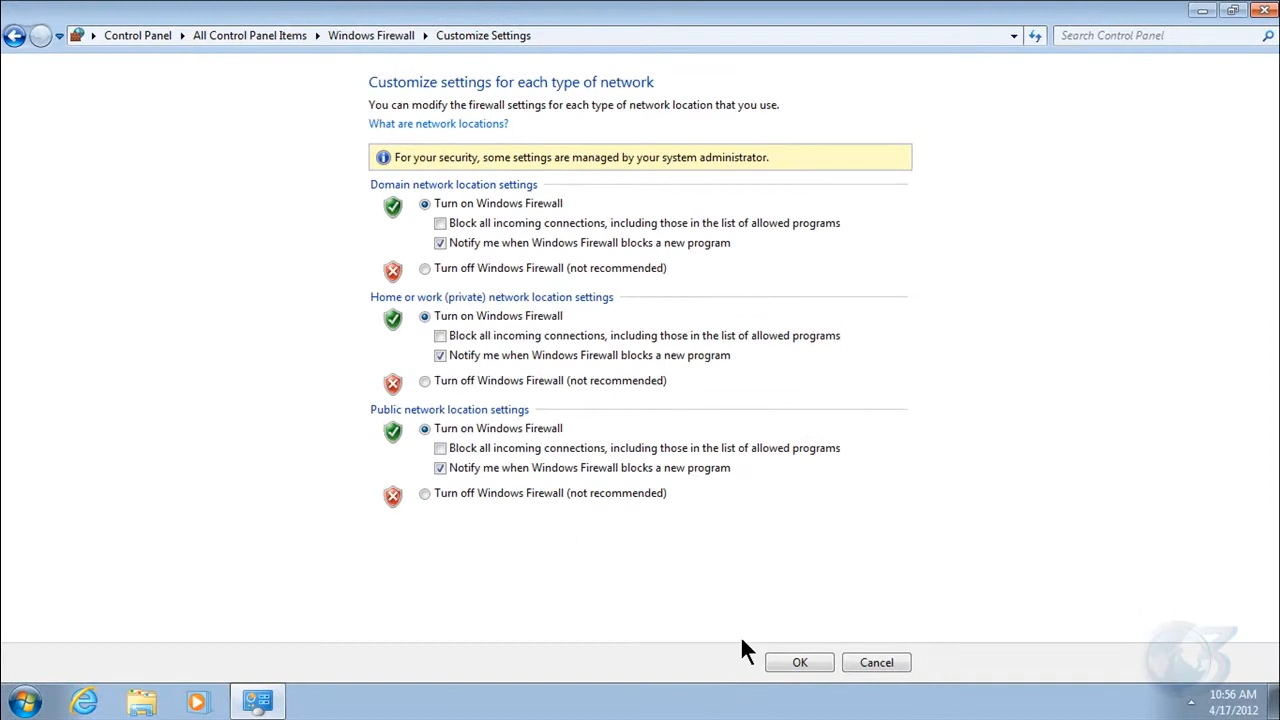 Control Panel
All Control Panel Items
Windows Firewall
Customize Settings
Search Control Panel
Customize settings for each type of network
You can modify the firewall settings for each type of network location that you use.
What are network locations?
For your security, some settings are managed by your system administrator.
Domain network location settings
Turn on Windows Firewall
Block all incoming connections, including those in the list of allowed programs
Notify me when Windows Firewall blocks a new program
Turn off Windows Firewall (not recommended)
Home or work (private) network location settings
Turn on Windows Firewall
Block all incoming connections, including those in the list of allowed programs
Notify me when Windows Firewall blocks a new program
Turn off Windows Firewall (not recommended)
Public network location settings
Turn on Windows Firewall
Block all incoming connections, including those in the list of allowed programs
Notify me when Windows Firewall blocks a new program
Turn off Windows Firewall (not recommended)
OK
Cancel
10:56 AM
4/17/2012